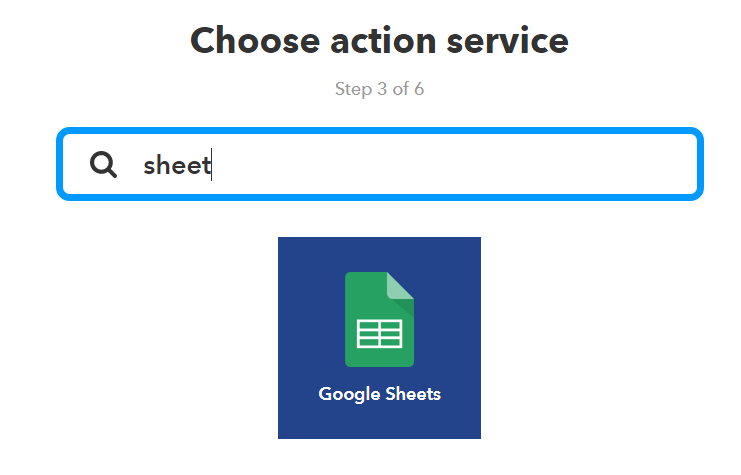 Choose action service
Step 3 of 6
sheet
Google Sheets